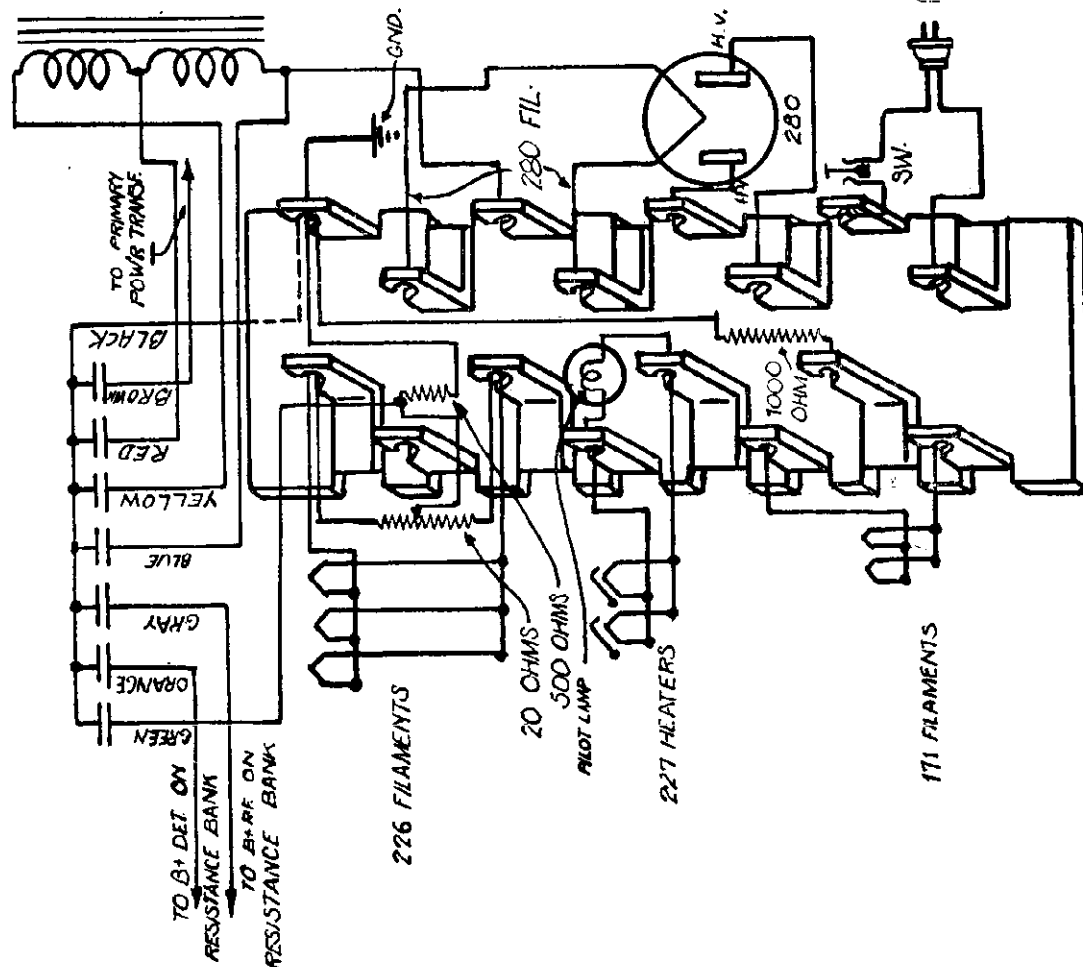 GND.
H.V.
280 FIL.
280
H.V.
SW.
TO PRIMARY
POW'R TRANSF.
BLACK
BROWN
RED
YELLOW
BLUE
GRAY
ORANGE
GREEN
1000
OHM
20 OHMS
500 OHMS
PILOT LAMP
226 FILAMENTS
227 HEATERS
171 FILAMENTS
TO B+ DET. ON
RESISTANCE BANK
TO B+ RF. ON
RESISTANCE BANK